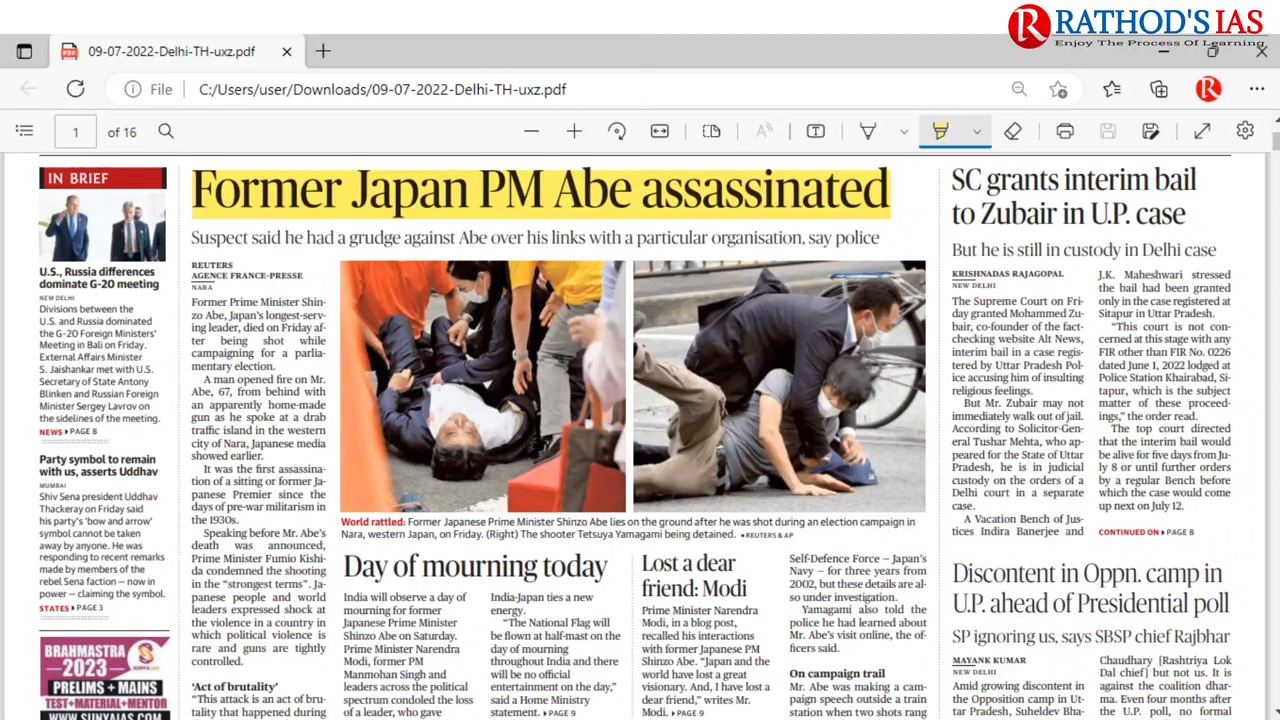 RATHOD'S IAS
Enjoy The Process Of Learning
09-07-2022-Delhi-TH-uxz.pdf
File
C:/Users/user/Downloads/09-07-2022-Delhi-TH-uxz.pdf
1 of 16
IN BRIEF
U.S., Russia differences
dominate G-20 meeting
NEW DELHI
Divisions between the
U.S. and Russia dominated
the G-20 Foreign Ministers'
Meeting in Bali on Friday.
External Affairs Minister
S. Jaishankar met with U.S.
Secretary of State Antony
Blinken and Russian Foreign
Minister Sergey Lavrov on
the sidelines of the meeting.
NEWS PAGE 8
Party symbol to remain
with us, asserts Uddhav
MUMBAI
Shiv Sena president Uddhav
Thackeray on Friday said
his party's 'bow and arrow'
symbol cannot be taken
away by anyone. He was
responding to recent remarks
made by members of the
rebel Sena faction — now in
power — claiming the symbol.
STATES PAGE 3
BRAHMASTRA
2023
PRELIMS + MAINS
TEST+MATERIAL+MENTOR
WWW.SUNYAIAS.COM
Former Japan PM Abe assassinated
Suspect said he had a grudge against Abe over his links with a particular organisation, say police
REUTERS
AGENCE FRANCE-PRESSE
NARA
Former Prime Minister Shin-
zo Abe, Japan's longest-serv-
ing leader, died on Friday af-
ter being shot while
campaigning for a parlia-
mentary election.
A man opened fire on Mr.
Abe, 67, from behind with
an apparently home-made
gun as he spoke at a drab
traffic island in the western
city of Nara, Japanese media
showed earlier.
It was the first assassina-
tion of a sitting or former Ja-
panese Premier since the
days of pre-war militarism in
the 1930s.
Speaking before Mr. Abe's
death was announced,
Prime Minister Fumio Kishi-
da condemned the shooting
in the "strongest terms". Ja-
panese people and world
leaders expressed shock at
the violence in a country in
which political violence is
rare and guns are tightly
controlled.
'Act of brutality'
"This attack is an act of bru-
tality that happened during
World rattled: Former Japanese Prime Minister Shinzo Abe lies on the ground after he was shot during an election campaign in
Nara, western Japan, on Friday. (Right) The shooter Tetsuya Yamagami being detained. ■ REUTERS & AP
Day of mourning today
India will observe a day of
mourning for former
Japanese Prime Minister
Shinzo Abe on Saturday.
Prime Minister Narendra
Modi, former PM
Manmohan Singh and
leaders across the political
spectrum condoled the loss
of a leader, who gave
India-Japan ties a new
energy.
"The National Flag will
be flown at half-mast on the
day of mourning
throughout India and there
will be no official
entertainment on the day,"
said a Home Ministry
statement. PAGE 9
Lost a dear
friend: Modi
Prime Minister Narendra
Modi, in a blog post,
recalled his interactions
with former Japanese PM
Shinzo Abe. "Japan and the
world have lost a great
visionary. And, I have lost a
dear friend," writes Mr.
Modi. PAGE 9
Self-Defence Force – Japan's
Navy – for three years from
2002, but these details are al-
so under investigation.
Yamagami also told the
police he had learned about
Mr. Abe's visit online, the of-
ficers said.
On campaign trail
Mr. Abe was making a cam-
paign speech outside a train
station when two shots rang
SC grants interim bail
to Zubair in U.P. case
But he is still in custody in Delhi case
KRISHNADAS RAJAGOPAL
NEW DELHI
The Supreme Court on Fri-
day granted Mohammed Zu-
bair, co-founder of the fact-
checking website Alt News,
interim bail in a case regis-
tered by Uttar Pradesh Pol-
ice accusing him of insulting
religious feelings.
But Mr. Zubair may not
immediately walk out of jail.
According to Solicitor-Gen-
eral Tushar Mehta, who ap-
peared for the State of Uttar
Pradesh, he is in judicial
custody on the orders of a
Delhi court in a separate
case.
A Vacation Bench of Jus-
tices Indira Banerjee and
J.K. Maheshwari stressed
the bail had been granted
only in the case registered at
Sitapur in Uttar Pradesh.
"This court is not con-
cerned at this stage with any
FIR other than FIR No. 0226
dated June 1, 2022 lodged at
Police Station Khairabad, Si-
tapur, which is the subject
matter of these proceed-
ings," the order read.
The top court directed
that the interim bail would
be alive for five days from Ju-
ly 8 or until further orders
by a regular Bench before
which the case would come
up next on July 12.
CONTINUED ON PAGE 8
Discontent in Oppn. camp in
U.P. ahead of Presidential poll
SP ignoring us, says SBSP chief Rajbhar
MAYANK KUMAR
NEW DELHI
Amid growing discontent in
the Opposition camp in Ut-
tar Pradesh, Suheldev Bha-
Chaudhary [Rashtriya Lok
Dal chief] but not us. It is
against the coalition dhar-
ma. Even four months after
the U.P. poll, no formal